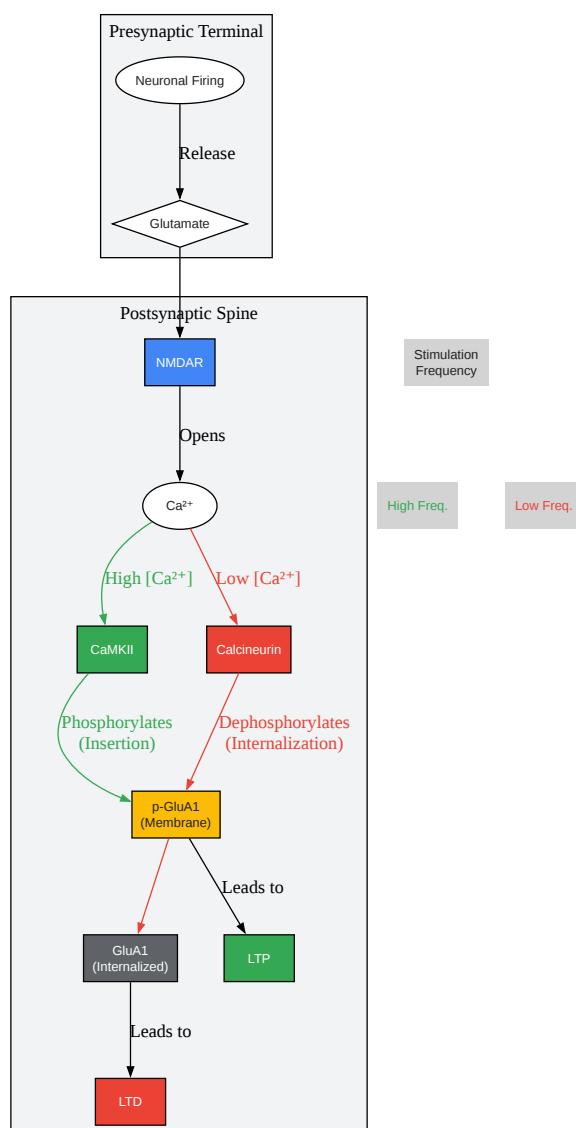 Presynaptic Terminal
Neuronal Firing
Release
Glutamate
Postsynaptic Spine
NMDAR
Stimulation
Frequency
Opens
Ca²⁺
High Freq.
Low Freq.
High [Ca²⁺]
Low [Ca²⁺]
CaMKII
Calcineurin
Phosphorylates
(Insertion)
Dephosphorylates
(Internalization)
p-GluA1
(Membrane)
Leads to
GluA1
(Internalized)
LTP
Leads to
LTD